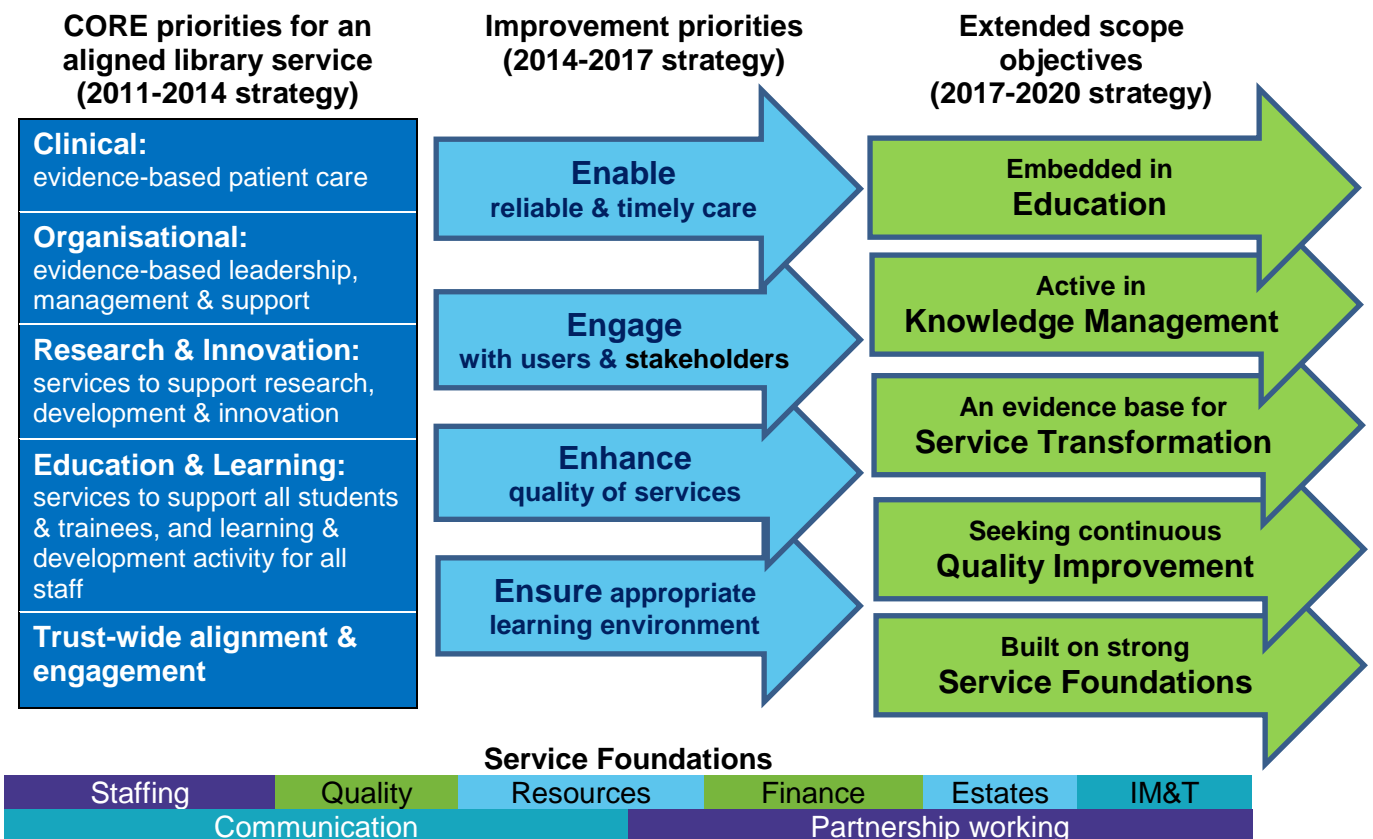 CORE priorities for an
aligned library service
(2011-2014 strategy)
Clinical:
evidence-based patient care
Organisational:
evidence-based leadership,
management & support
Research & Innovation:
services to support research,
development & innovation
Education & Learning:
services to support all students
& trainees, and learning &
development activity for all
staff
Trust-wide alignment &
engagement
Improvement priorities
(2014-2017 strategy)
Enable
reliable & timely care
Engage
with users & stakeholders
Enhance
quality of services
Ensure appropriate
learning environment
Extended scope
objectives
(2017-2020 strategy)
Embedded in
Education
Active in
Knowledge Management
An evidence base for
Service Transformation
Seeking continuous
Quality Improvement
Built on strong
Service Foundations
Service Foundations
Staffing Quality Resources Finance Estates IM&T
Communication Partnership working